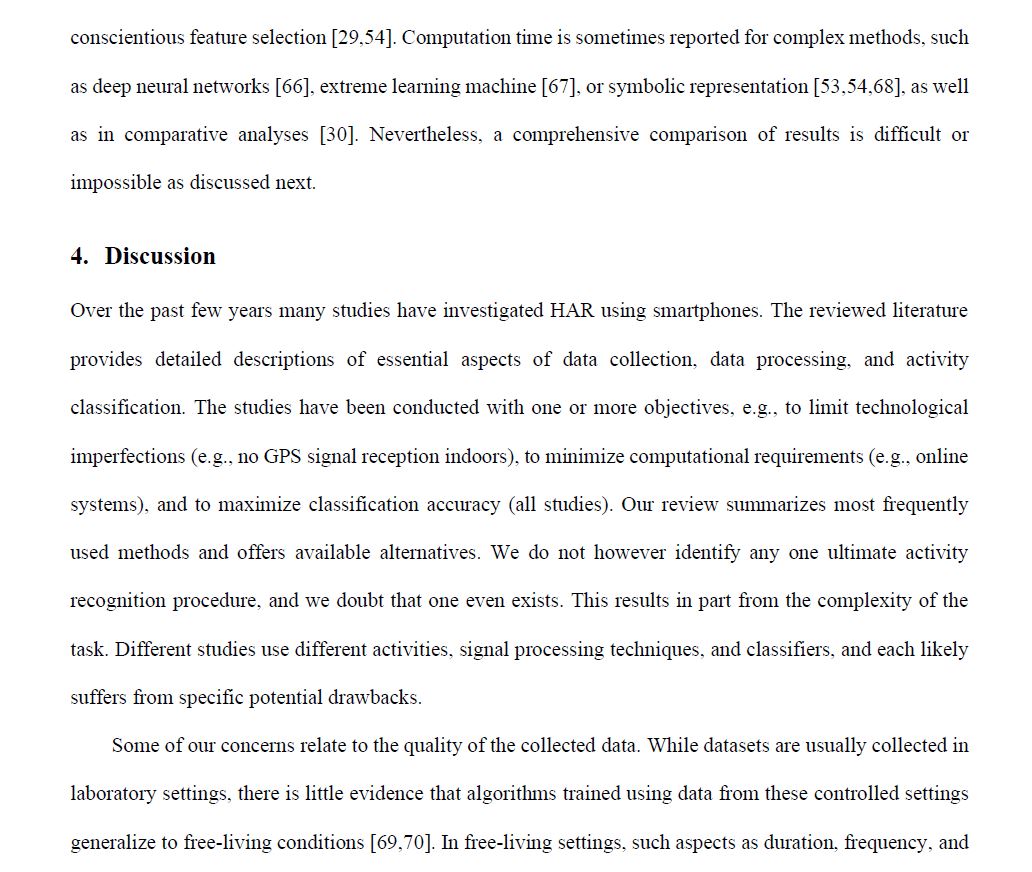 conscientious feature selection [29,54]. Computation time is sometimes reported for complex methods, such
as deep neural networks [66], extreme learning machine [67], or symbolic representation [53,54,68], as well
as in comparative analyses [30]. Nevertheless, a comprehensive comparison of results is difficult or
impossible as discussed next.
4. Discussion
Over the past few years many studies have investigated HAR using smartphones. The reviewed literature
provides detailed descriptions of essential aspects of data collection, data processing, and activity
classification. The studies have been conducted with one or more objectives, e.g., to limit technological
imperfections (e.g., no GPS signal reception indoors), to minimize computational requirements (e.g., online
systems), and to maximize classification accuracy (all studies). Our review summarizes most frequently
used methods and offers available alternatives. We do not however identify any one ultimate activity
recognition procedure, and we doubt that one even exists. This results in part from the complexity of the
task. Different studies use different activities, signal processing techniques, and classifiers, and each likely
suffers from specific potential drawbacks.
Some of our concerns relate to the quality of the collected data. While datasets are usually collected in
laboratory settings, there is little evidence that algorithms trained using data from these controlled settings
generalize to free-living conditions [69,70]. In free-living settings, such aspects as duration, frequency, and